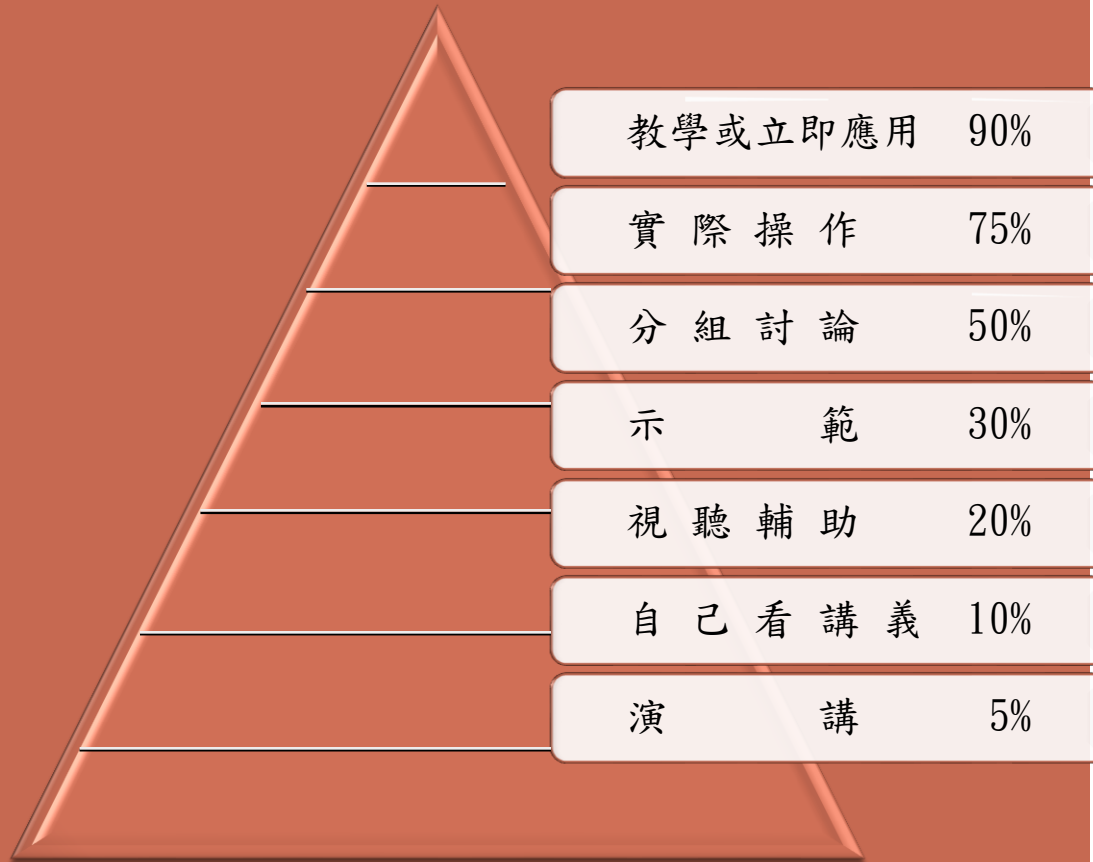 教學或立即應用 90%
實際操作 75%
分組討論 50%
示範 30%
視聽輔助 20%
自己看講義 10%
演講 5%